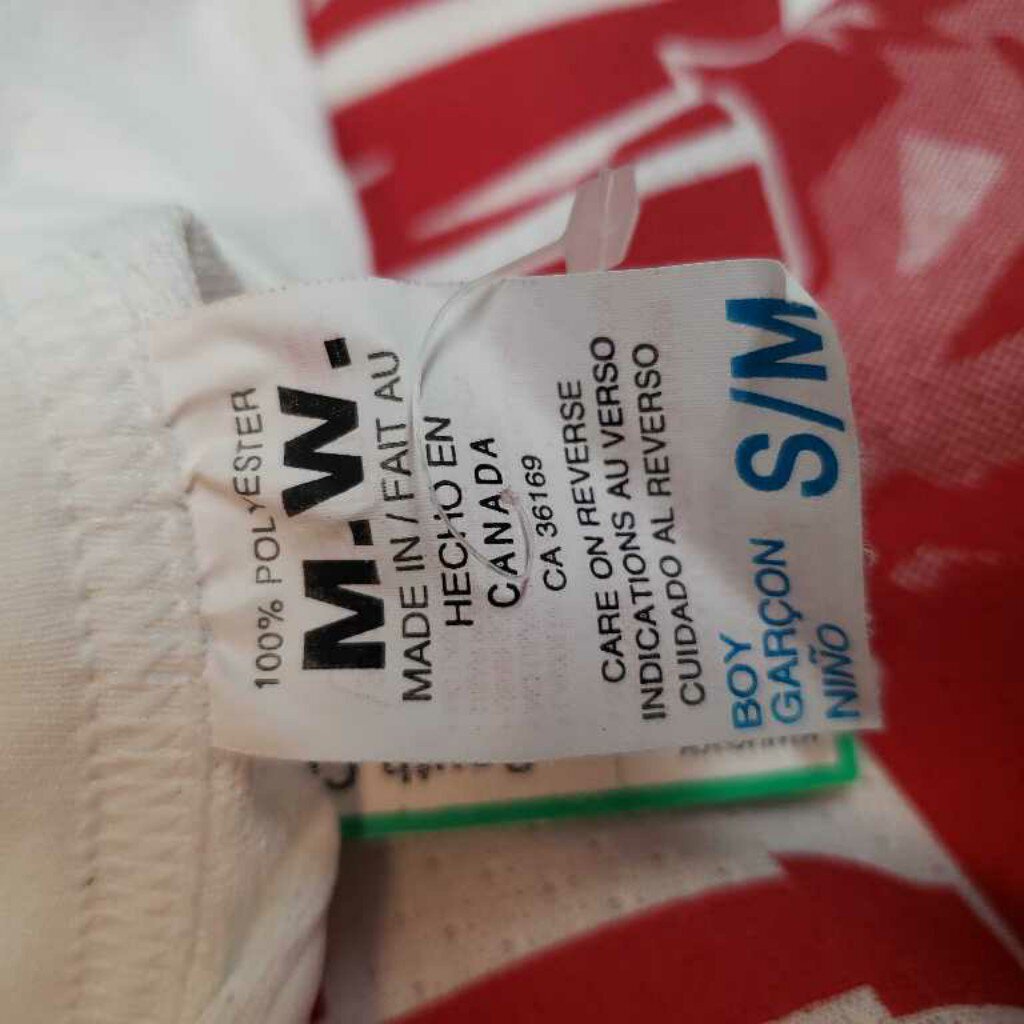 100% POLYESTER
M.W.
MADE IN / FAIT AU
HECHO EN
CANADA
CA 36169
CARE ON REVERSE
INDICATIONS AU VERSO
CUIDADO AL REVERSO
BOY
GARÇON
NIÑO
S/M